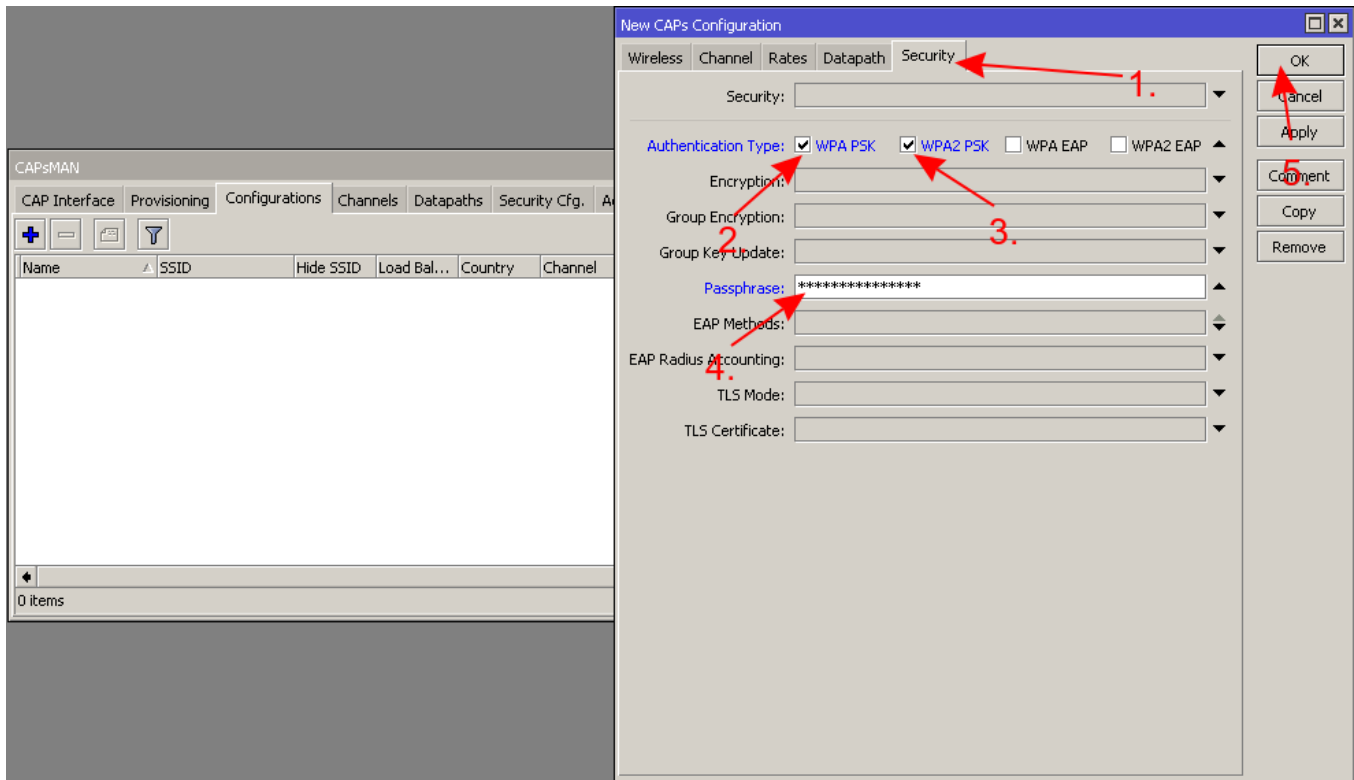 New CAPs Configuration
Wireless Channel Rates Datapath Security
1.
Security:
Authentication Type: WPA PSK WPA2 PSK WPA EAP WPA2 EAP
2.
3.
Encryption:
Group Encryption:
Group Key Update:
Passphrase: ***************
4.
EAP Methods:
EAP Radius Accounting:
TLS Mode:
TLS Certificate:
OK
Cancel
Apply
5.
Comment
Copy
Remove
CAPsMAN
CAP Interface Provisioning Configurations Channels Datapaths Security Cfg.
Name SSID Hide SSID Load Bal... Country Channel
0 items